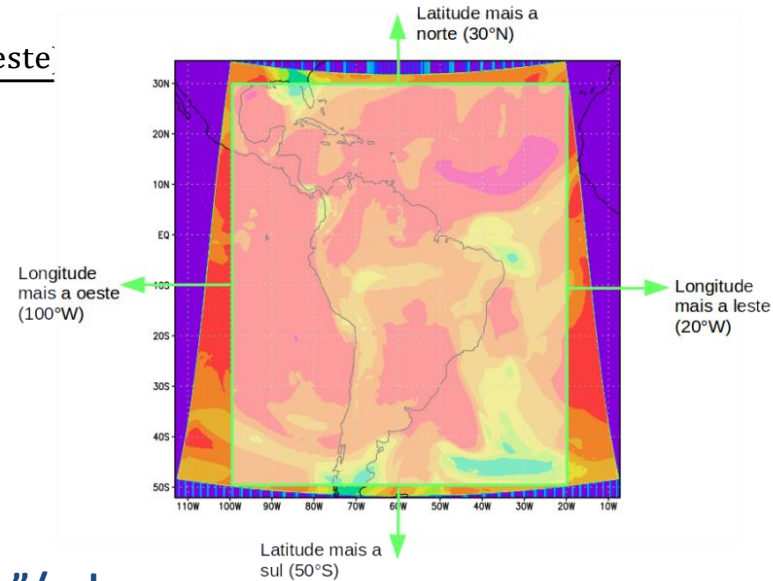 Latitude mais a
norte (30°N)
este)
30N
20N
10N
EQ
10S
20S
30S
40S
50S
Longitude
mais a oeste
(100°W)
Longitude
mais a leste
(20°W)
110W 100W 90W 80W 70W 60W 50W 40W 30W 20W 10W
Latitude mais a
sul (50°S)